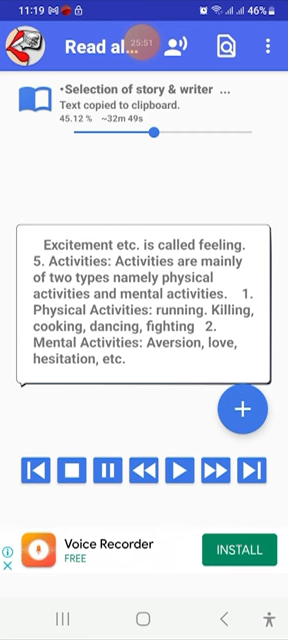 11:19 46%
Read al... 25:51
•Selection of story & writer ...
Text copied to clipboard.
45.12 % ~32m 49s
Excitement etc. is called feeling.
5. Activities: Activities are mainly
of two types namely physical
activities and mental activities. 1.
Physical Activities: running. Killing,
cooking, dancing, fighting 2.
Mental Activities: Aversion, love,
hesitation, etc.
Voice Recorder
FREE
INSTALL